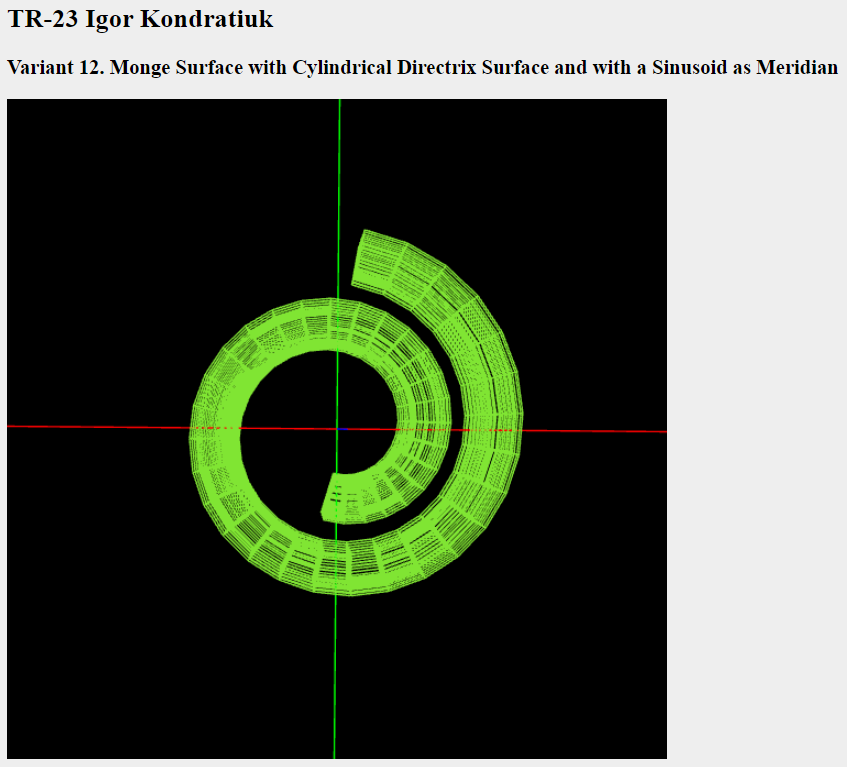 TR-23 Igor Kondratiuk
Variant 12. Monge Surface with Cylindrical Directrix Surface and with a Sinusoid as Meridian